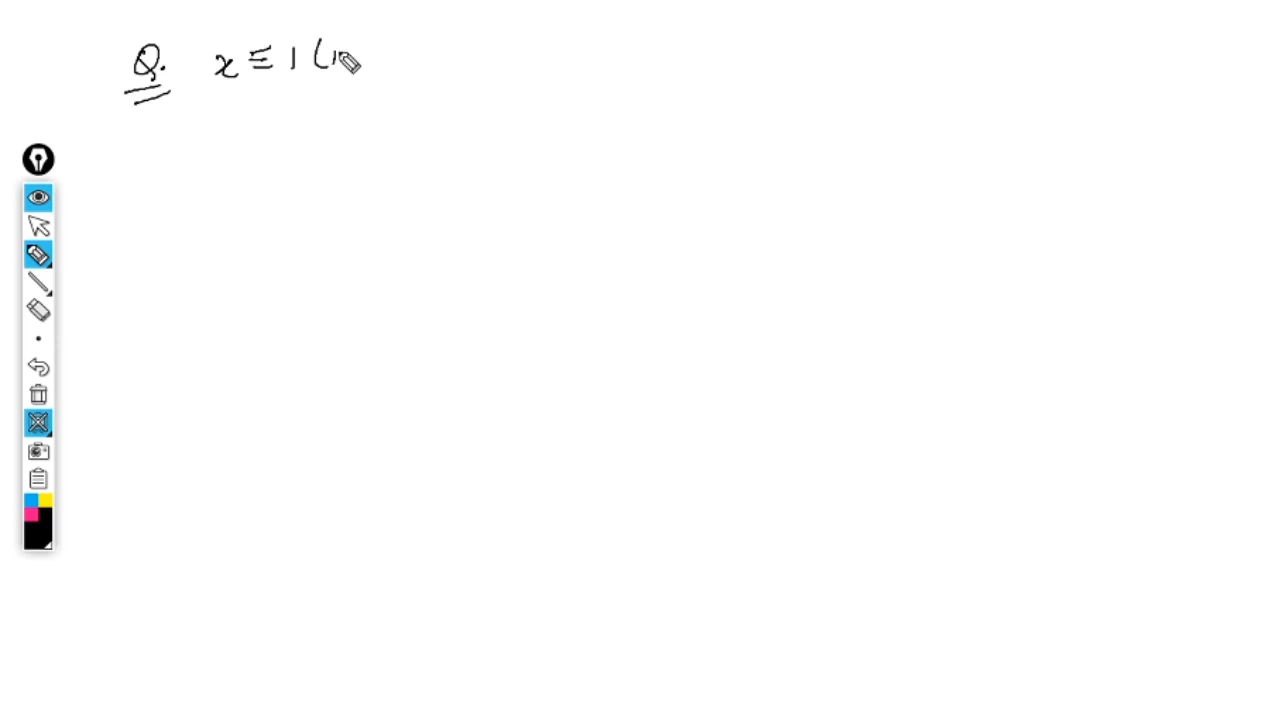 Q. x ≡ 1 (